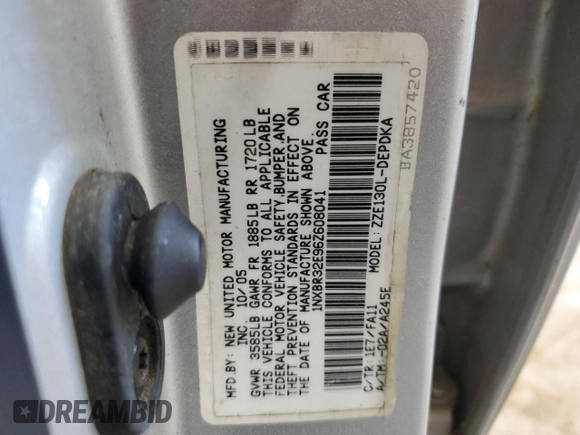 MFD.BY: NEW UNITED MOTOR MANUFACTURING
INC. 10/05
GVWR 3585LB GAWR FR 1885LB RR 1720LB
THIS VEHICLE CONFORMS TO ALL APPLICABLE
FEDERAL MOTOR VEHICLE SAFETY,BUMPER,AND
THEFT PREVENTION STANDARDS IN EFFECT ON
THE DATE OF MANUFACTURE SHOWN ABOVE.
1NXBR32E96Z608041 PASS CAR
C/TR: 1E7/FA11 MODEL: ZZE130L-DEPDKA
A/TM: -02A/A245E
BA3857420
DREAMBID